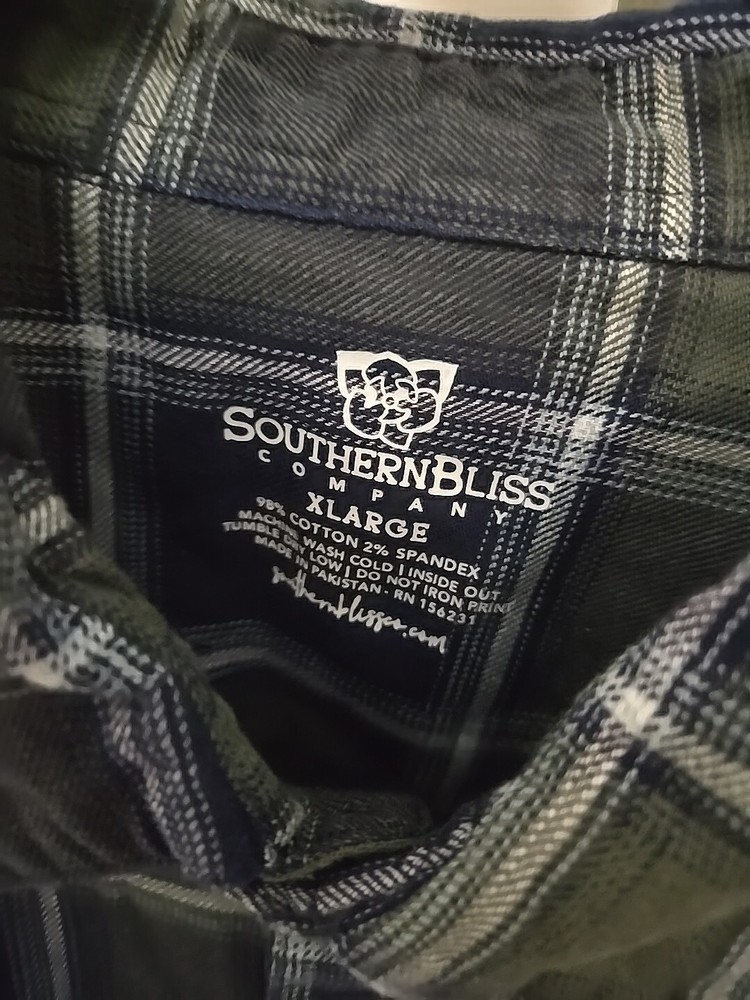 SOUTHERNBLISS
COMPANY
XLARGE
98% COTTON 2% SPANDEX
MACHINE WASH COLD | INSIDE OUT
TUMBLE DRY LOW | DO NOT IRON PRINT
MADE IN PAKISTAN · RN 156231
southernblissco.com